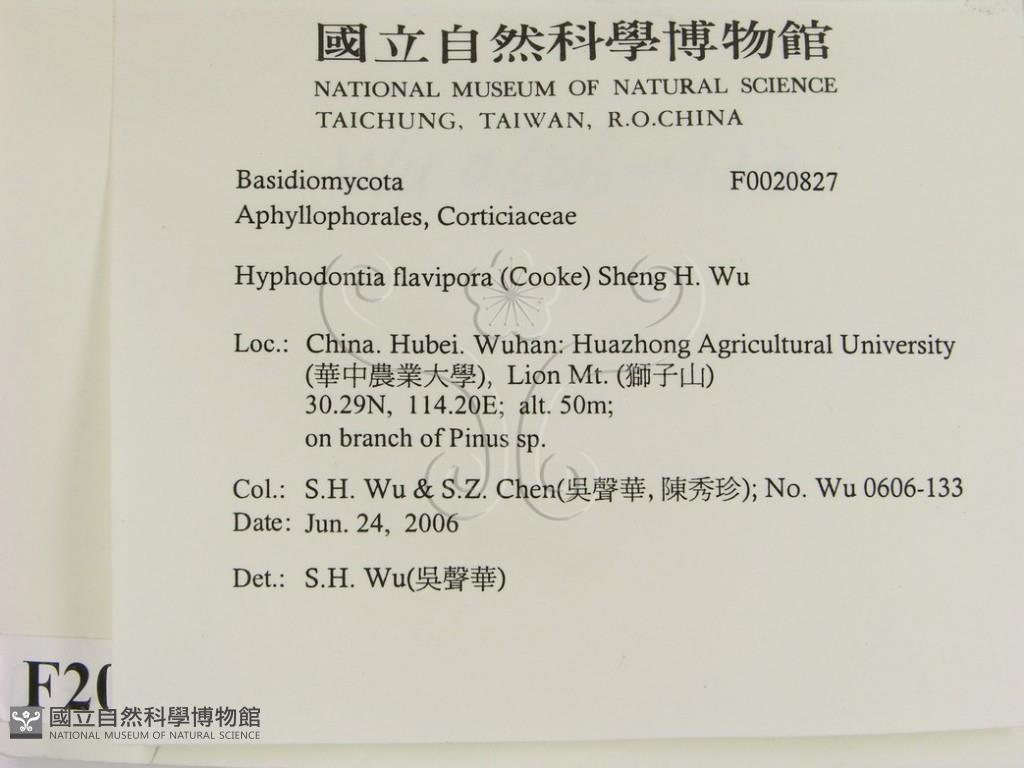 國立自然科學博物館
NATIONAL MUSEUM OF NATURAL SCIENCE
TAICHUNG, TAIWAN, R.O.CHINA
Basidiomycota F0020827
Aphyllophorales, Corticiaceae
Hyphodontia flavipora (Cooke) Sheng H. Wu
Loc.: China. Hubei. Wuhan: Huazhong Agricultural University
(華中農業大學), Lion Mt. (獅子山)
30.29N, 114.20E; alt. 50m;
on branch of Pinus sp.
Col.: S.H. Wu & S.Z. Chen(吳聲華, 陳秀珍); No. Wu 0606-133
Date: Jun. 24, 2006
Det.: S.H. Wu(吳聲華)
F20
國立自然科學博物館
NATIONAL MUSEUM OF NATURAL SCIENCE